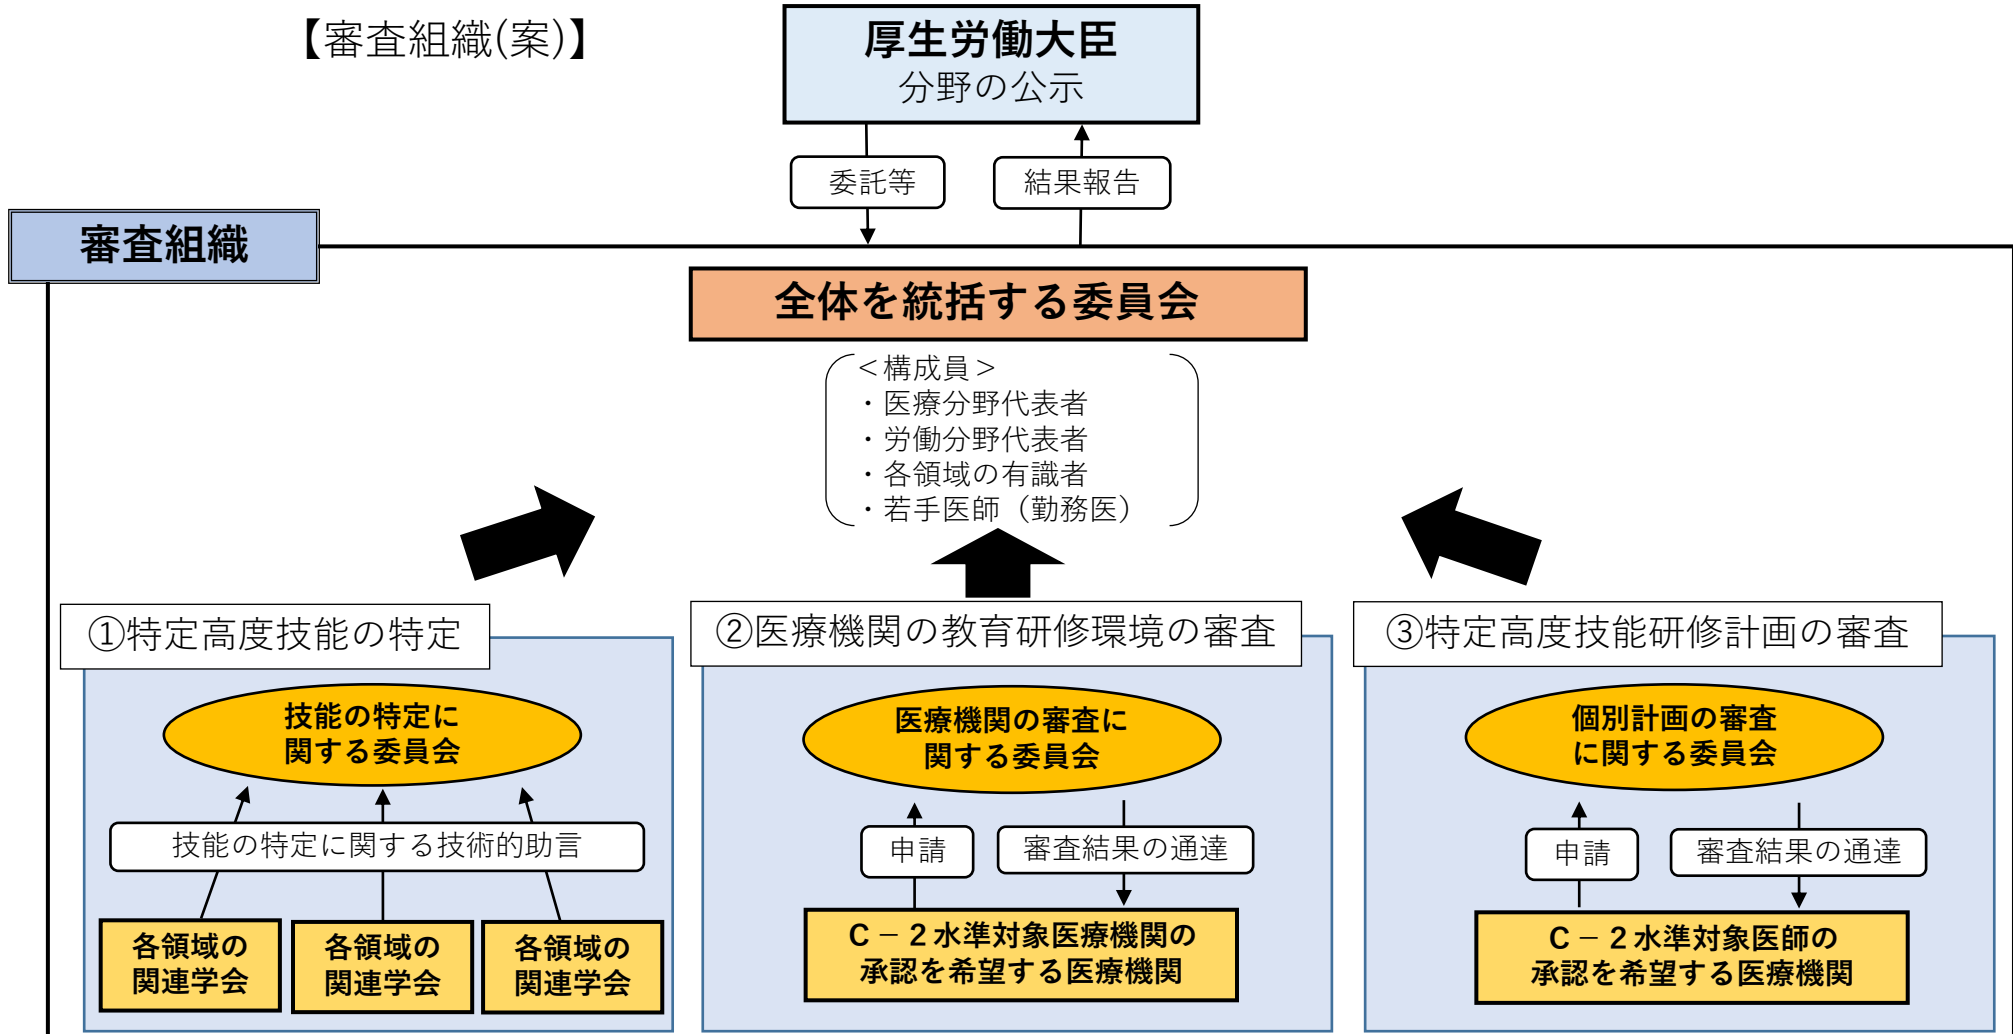 【審査組織(案)】
厚生労働大臣
分野の公示
委託等
結果報告
審査組織
全体を統括する委員会
<構成員>
・医療分野代表者
・労働分野代表者
・各領域の有識者
・若手医師（勤務医）
①特定高度技能の特定
技能の特定に
関する委員会
技能の特定に関する技術的助言
各領域の
関連学会
各領域の
関連学会
各領域の
関連学会
②医療機関の教育研修環境の審査
医療機関の審査に
関する委員会
申請
審査結果の通達
C－２水準対象医療機関の
承認を希望する医療機関
③特定高度技能研修計画の審査
個別計画の審査
に関する委員会
申請
審査結果の通達
C－２水準対象医師の
承認を希望する医療機関